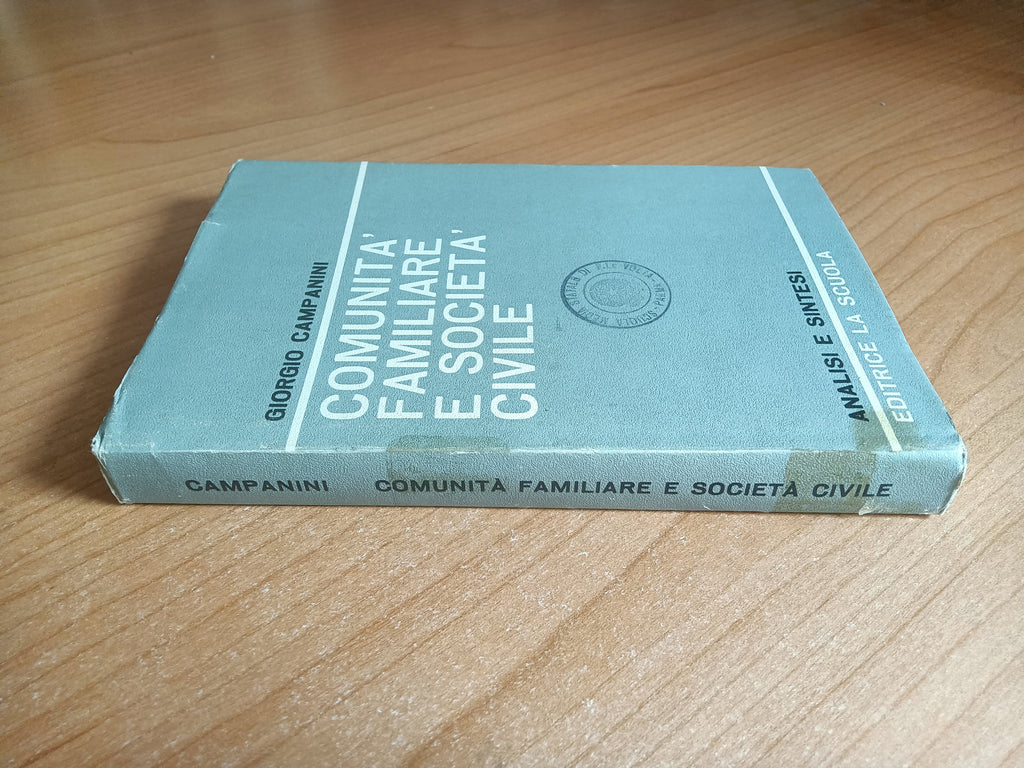 GIORGIO CAMPANINI
COMUNITA'
FAMILIARE
E SOCIETA'
CIVILE
ANALISI E SINTESI
EDITRICE LA SCUOLA
CAMPANINI COMUNITÀ FAMILIARE E SOCIETÀ CIVILE